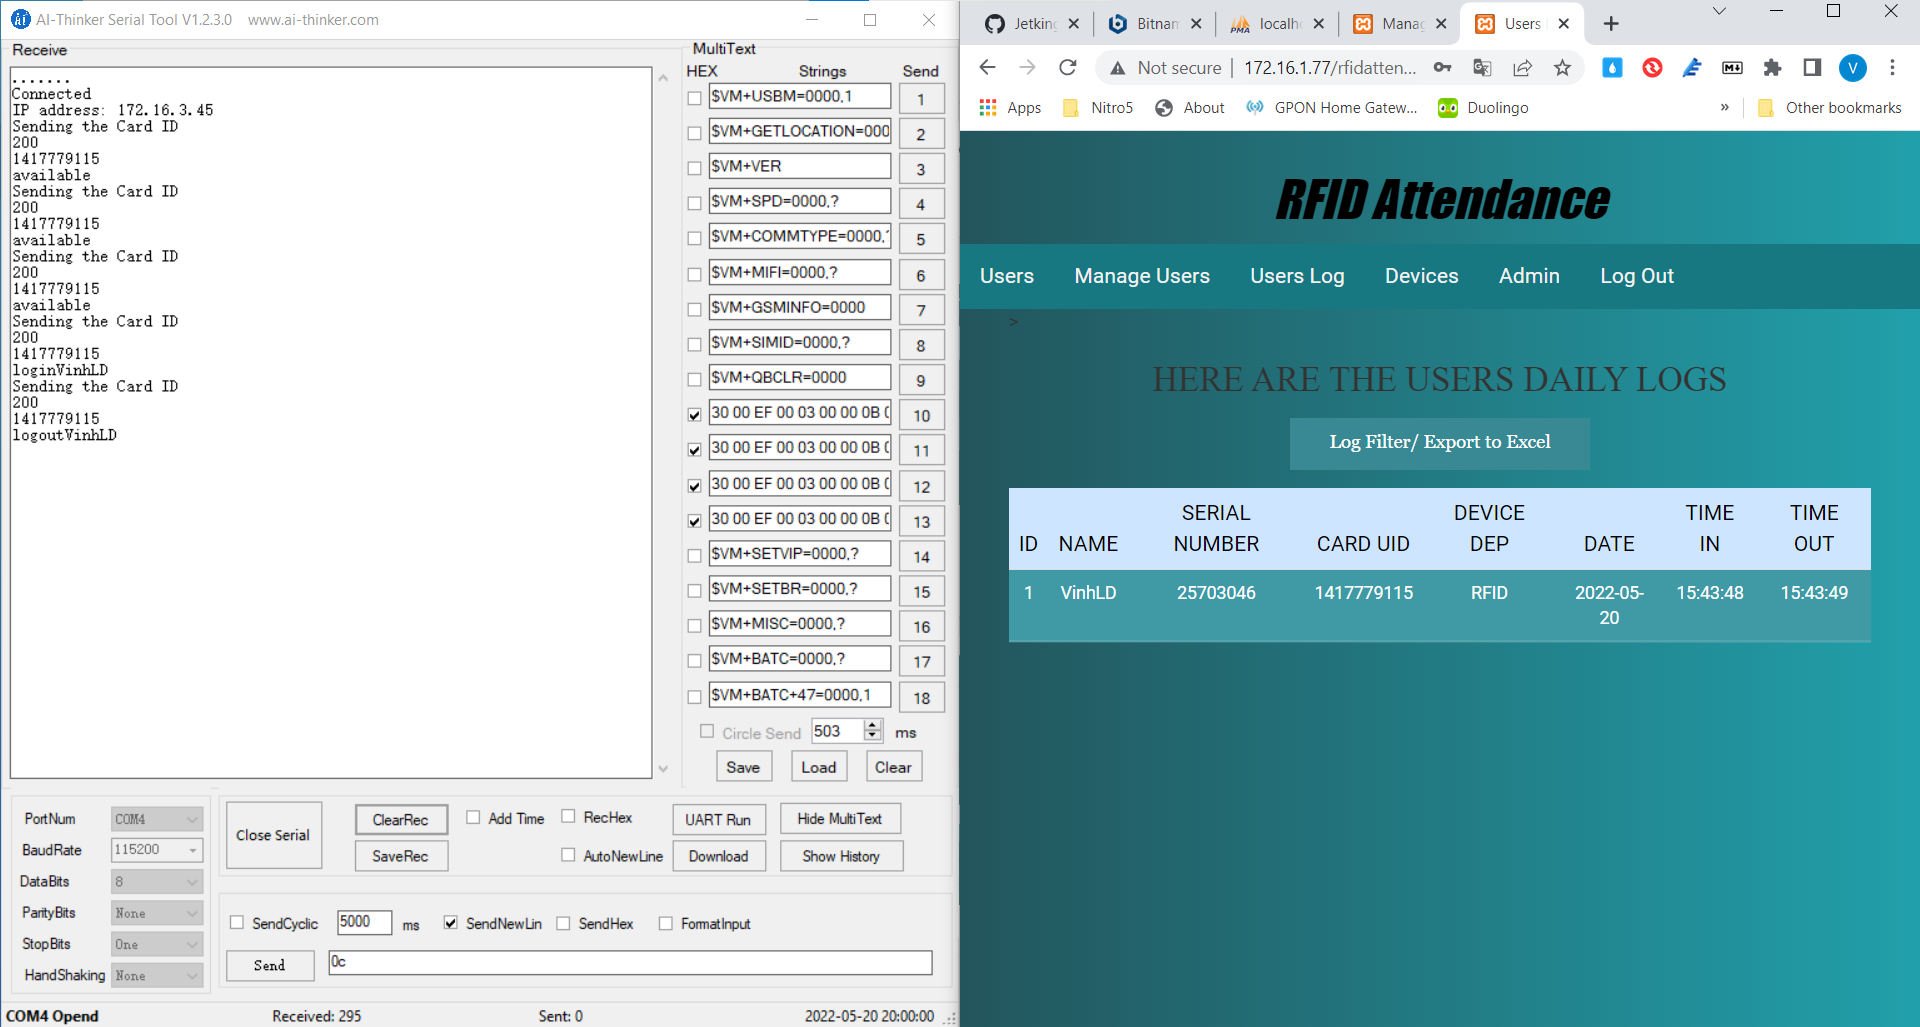 AI-Thinker Serial Tool V1.2.3.0 www.ai-thinker.com
Receive
.......
Connected
IP address: 172.16.3.45
Sending the Card ID
200
1417779115
available
Sending the Card ID
200
1417779115
available
Sending the Card ID
200
1417779115
available
Sending the Card ID
200
1417779115
loginVinhLD
Sending the Card ID
200
1417779115
logoutVinhLD
MultiText
HEX Strings Send
$VM+USBM=0000,1 1
$VM+GETLOCATION=000 2
$VM+VER 3
$VM+SPD=0000,? 4
$VM+COMMTYPE=0000, 5
$VM+MIFI=0000,? 6
$VM+GSMINFO=0000 7
$VM+SIMID=0000,? 8
$VM+QBCLR=0000 9
30 00 EF 00 03 00 00 0B 10
30 00 EF 00 03 00 00 0B 11
30 00 EF 00 03 00 00 0B 12
30 00 EF 00 03 00 00 0B 13
$VM+SETVIP=0000,? 14
$VM+SETBR=0000,? 15
$VM+MISC=0000,? 16
$VM+BATC=0000,? 17
$VM+BATC+47=0000,1 18
Circle Send 503 ms
Save Load Clear
PortNum COM4
BaudRate 115200
DataBits 8
ParityBits None
StopBits One
HandShaking None
Close Serial
ClearRec Add Time RecHex UART Run Hide MultiText
SaveRec AutoNewLine Download Show History
SendCyclic 5000 ms SendNewLin SendHex FormatInput
Send 0c
COM4 Opend Received: 295 Sent: 0 2022-05-20 20:00:00
Jetking Bitnam PMA localho Manag Users
Not secure | 172.16.1.77/rfidatten... V
Apps Nitro5 About GPON Home Gatew... Duolingo » Other bookmarks
RFID Attendance
Users Manage Users Users Log Devices Admin Log Out
>
HERE ARE THE USERS DAILY LOGS
Log Filter/ Export to Excel
ID NAME SERIAL NUMBER CARD UID DEVICE DEP DATE TIME IN TIME OUT
1 VinhLD 25703046 1417779115 RFID 2022-05-20 15:43:48 15:43:49